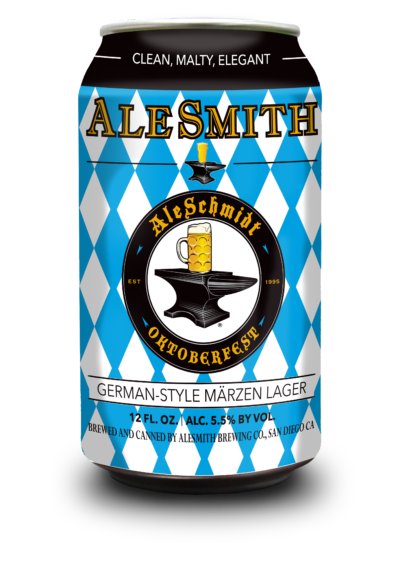 CLEAN, MALTY, ELEGANT
ALESMITH
AleSchmidt
EST 1995
OKTOBERFEST
®
GERMAN-STYLE MÄRZEN LAGER
12 FL. OZ. | ALC. 5.5% BY VOL.
BREWED AND CANNED BY ALESMITH BREWING CO., SAN DIEGO CA